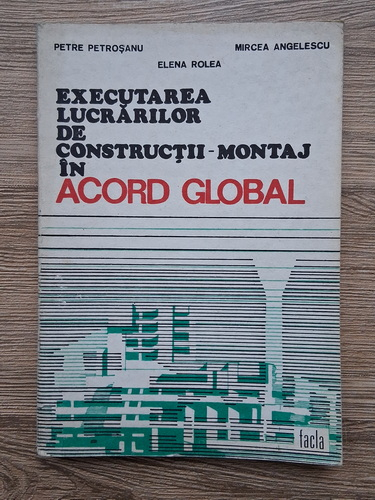 PETRE PETROȘANU MIRCEA ANGELESCU
ELENA ROLEA
EXECUTAREA
LUCRĂRILOR
DE
CONSTRUCȚII-MONTAJ
ÎN
ACORD GLOBAL
facla